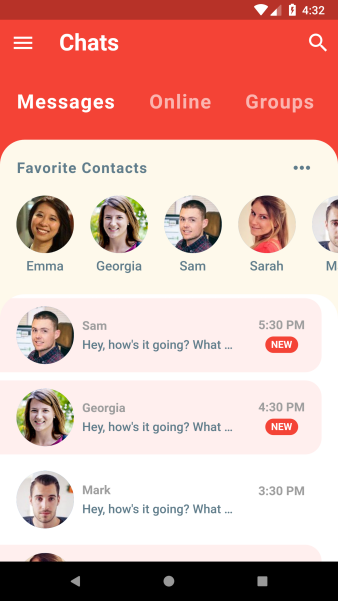 4:32
Chats
Messages Online Groups
Favorite Contacts
Emma Georgia Sam Sarah M
Sam 5:30 PM
Hey, how's it going? What ... NEW
Georgia 4:30 PM
Hey, how's it going? What ... NEW
Mark 3:30 PM
Hey, how's it going? What ...